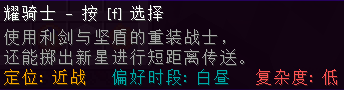 耀骑士 - 按 [f] 选择
使用利剑与坚盾的重装战士,
还能掷出新星进行短距离传送。
定位: 近战 偏好时段: 白昼 复杂度: 低